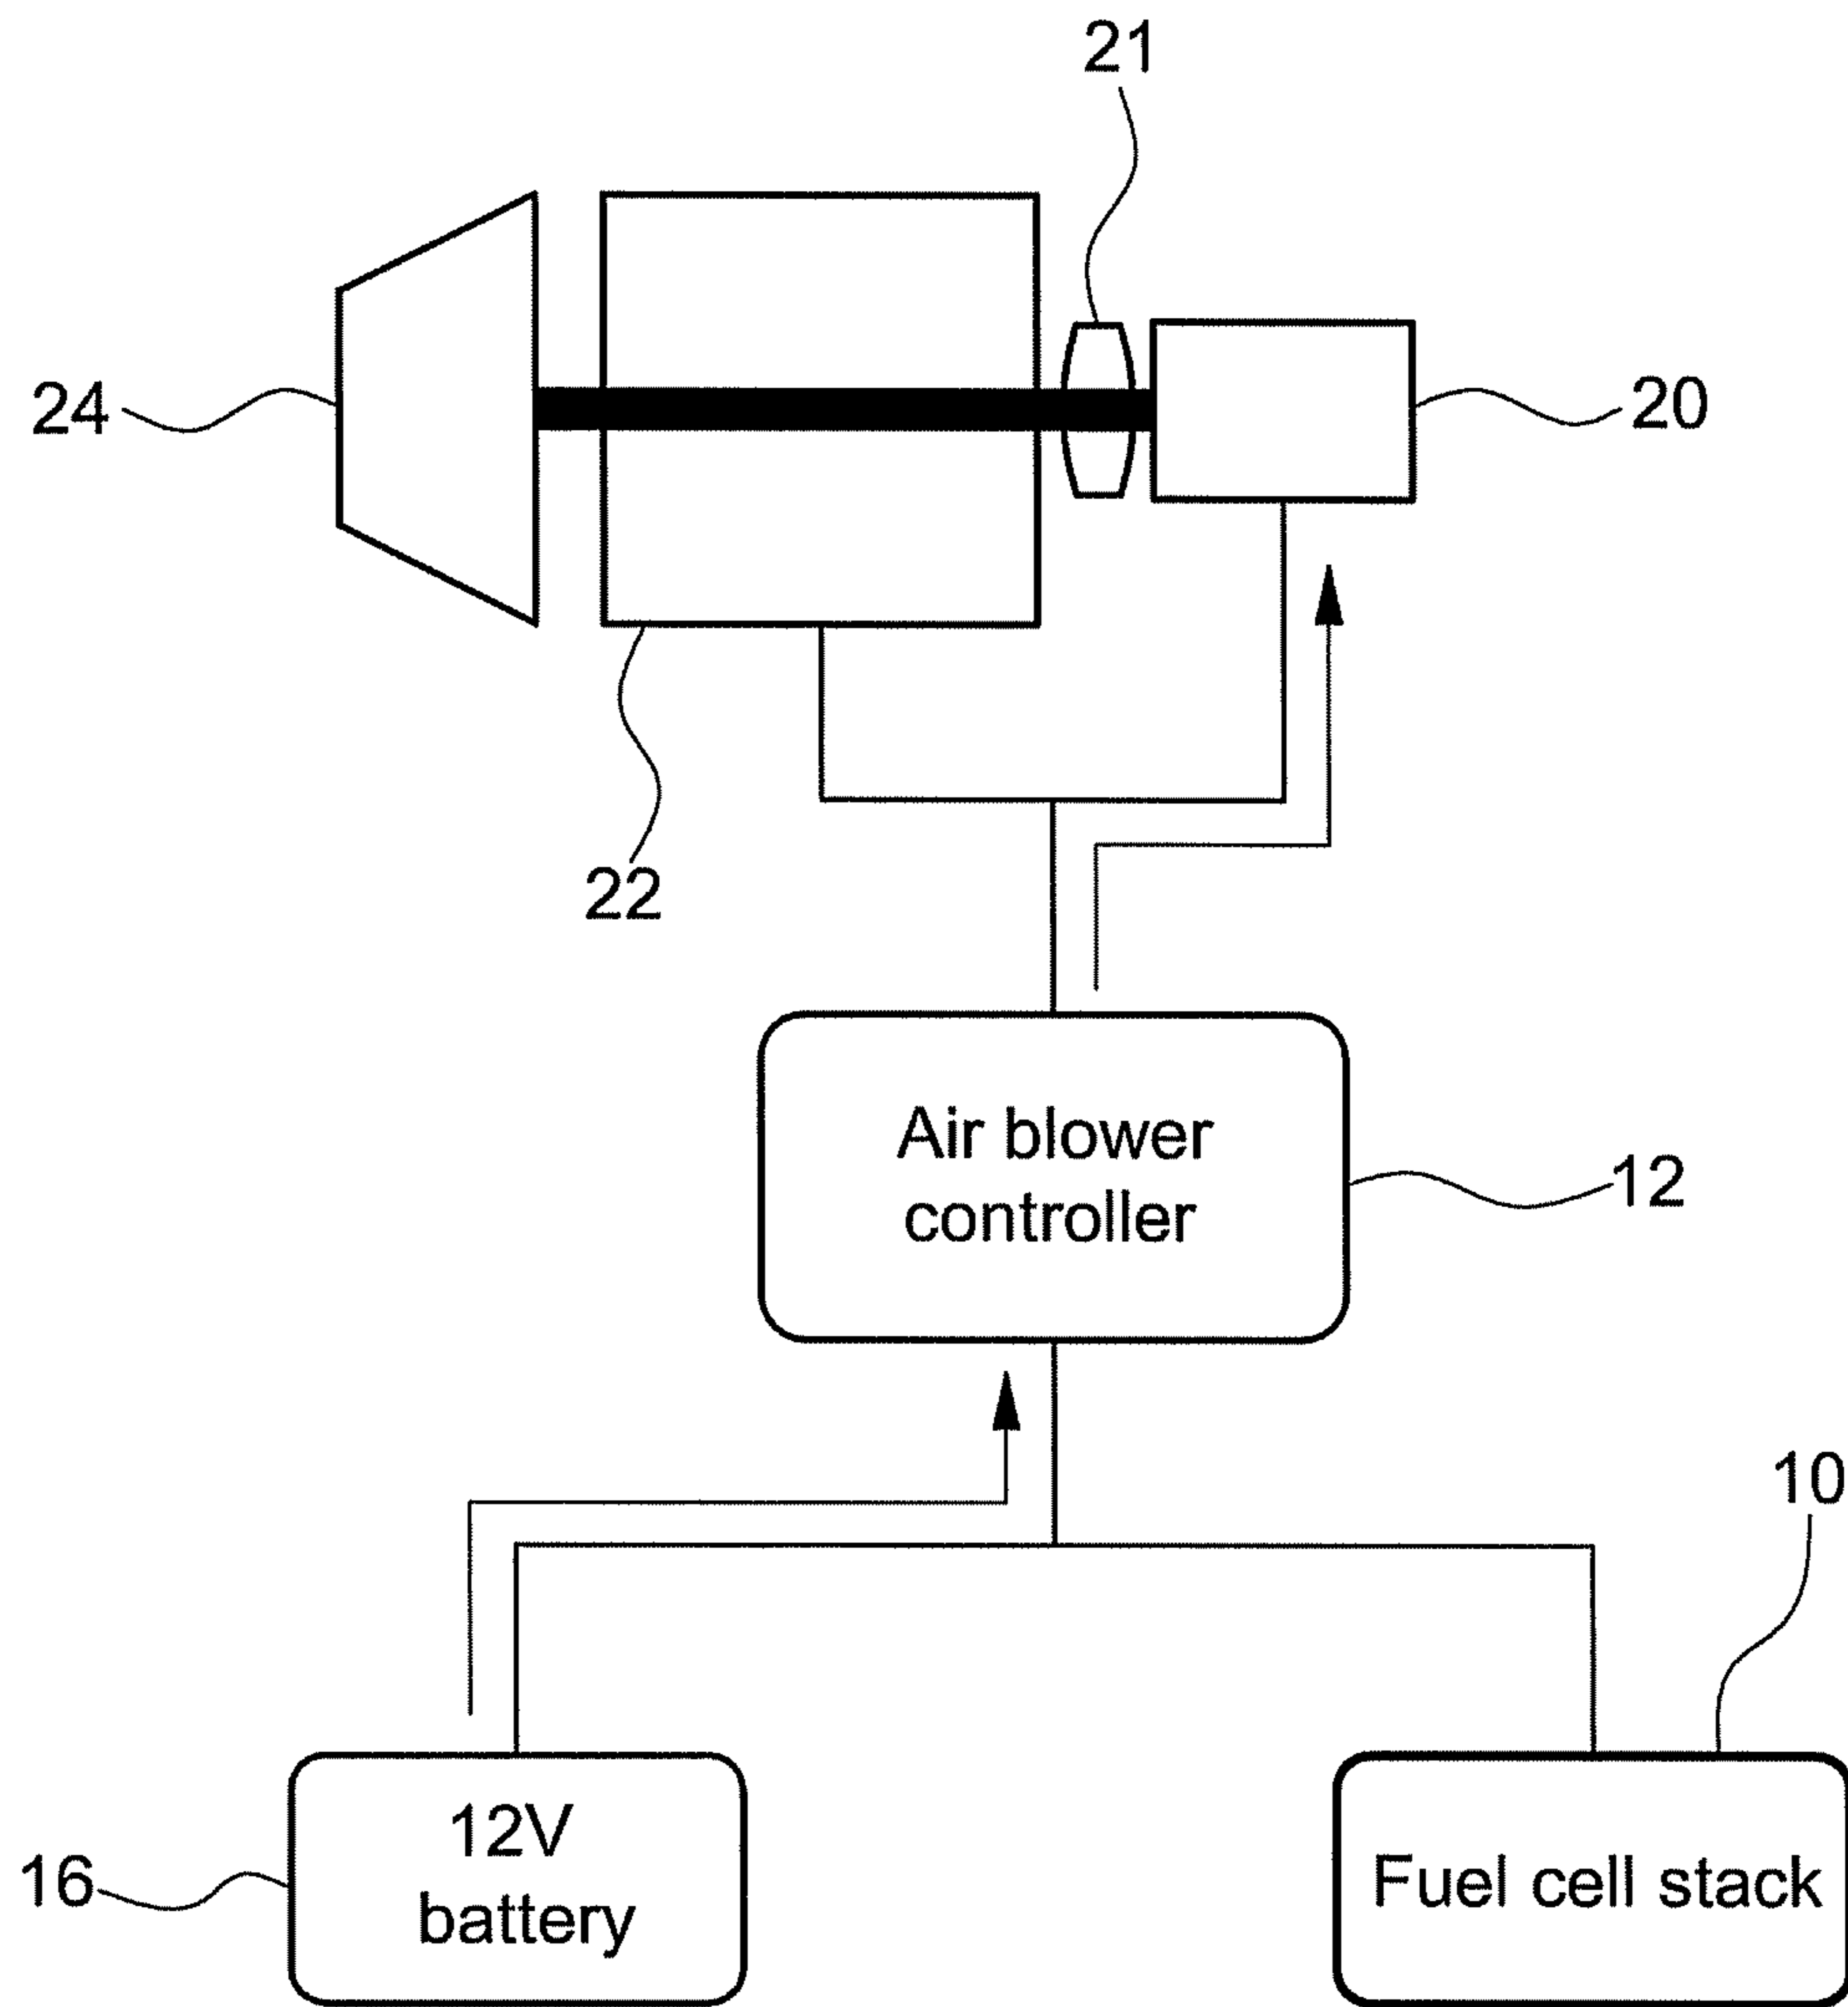 21
24
20
22
Air blower
controller
12
10
12V
battery
16
Fuel cell stack